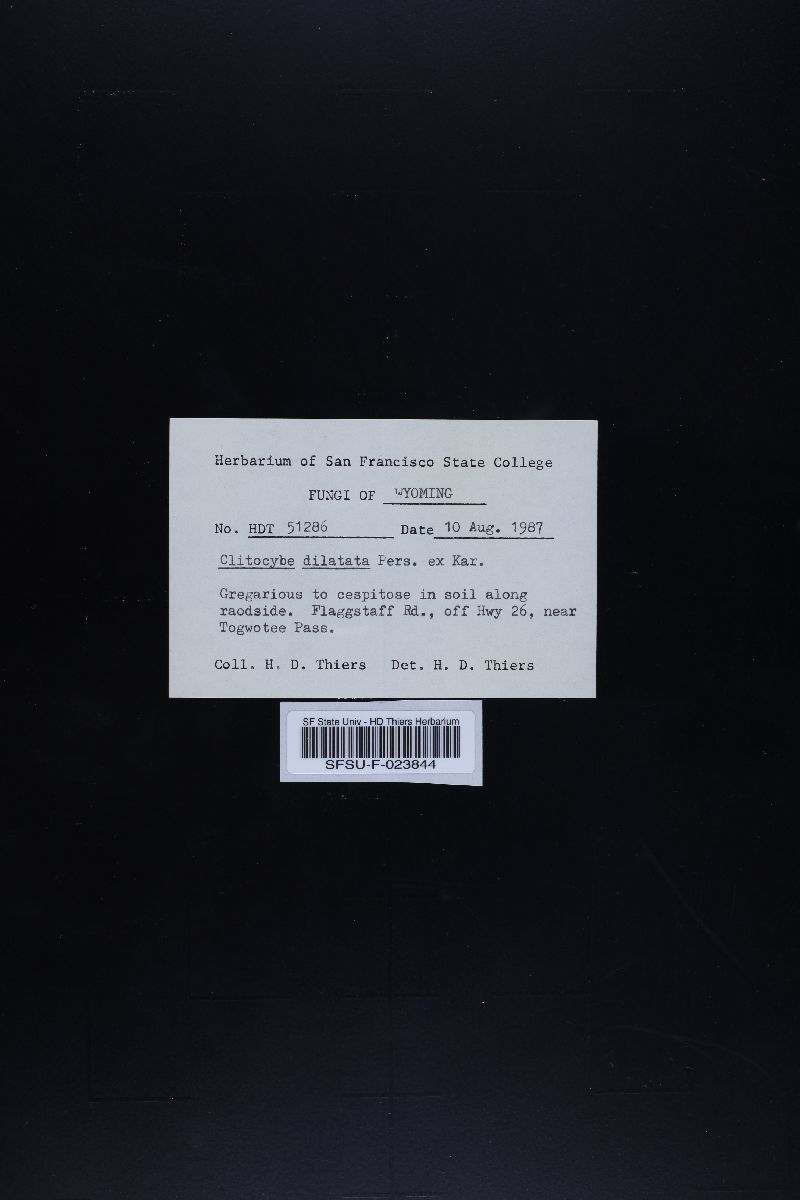 Herbarium of San Francisco State College
FUNGI OF WYOMING
No. HDT 51286 Date 10 Aug. 1987
Clitocybe dilatata Pers. ex Kar.
Gregarious to cespitose in soil along
raodside. Flaggstaff Rd., off Hwy 26, near
Togwotee Pass.
Coll. H. D. Thiers Det. H. D. Thiers
SF State Univ - HD Thiers Herbarium
SFSU-F-023844